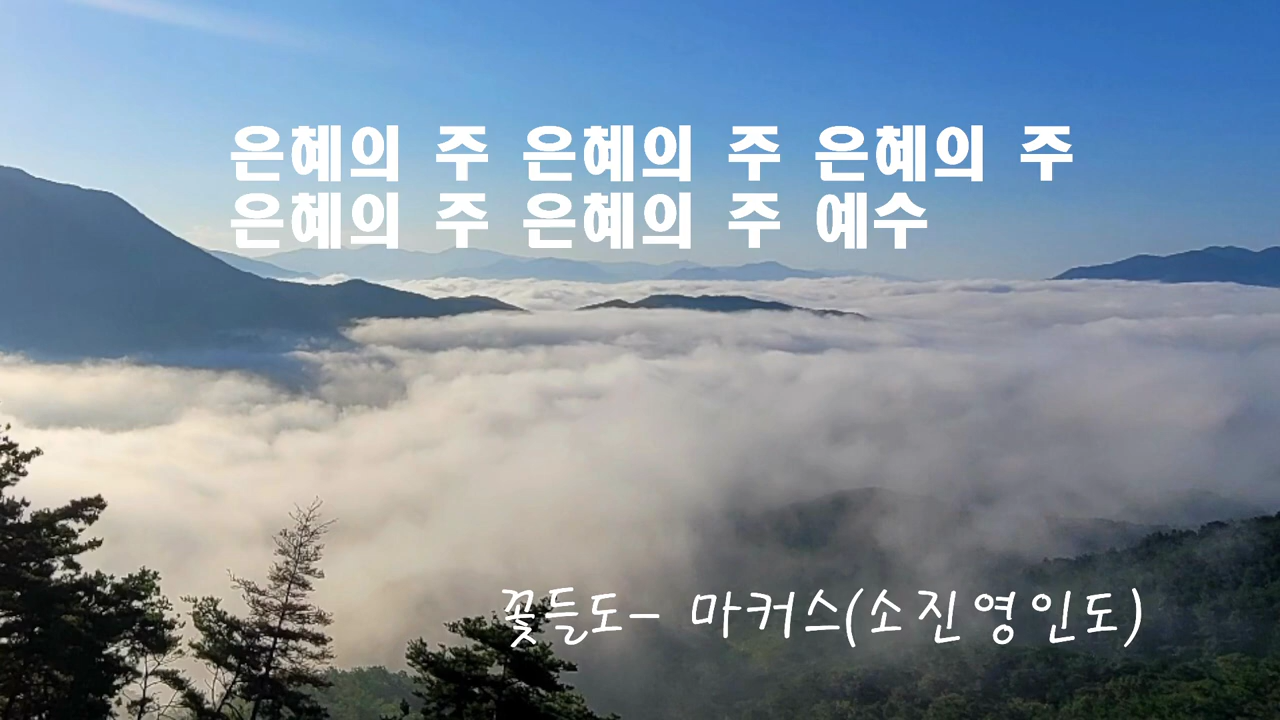 은혜의 주 은혜의 주 은혜의 주
은혜의 주 은혜의 주 예수
꽃들도- 마커스(소진영인도)